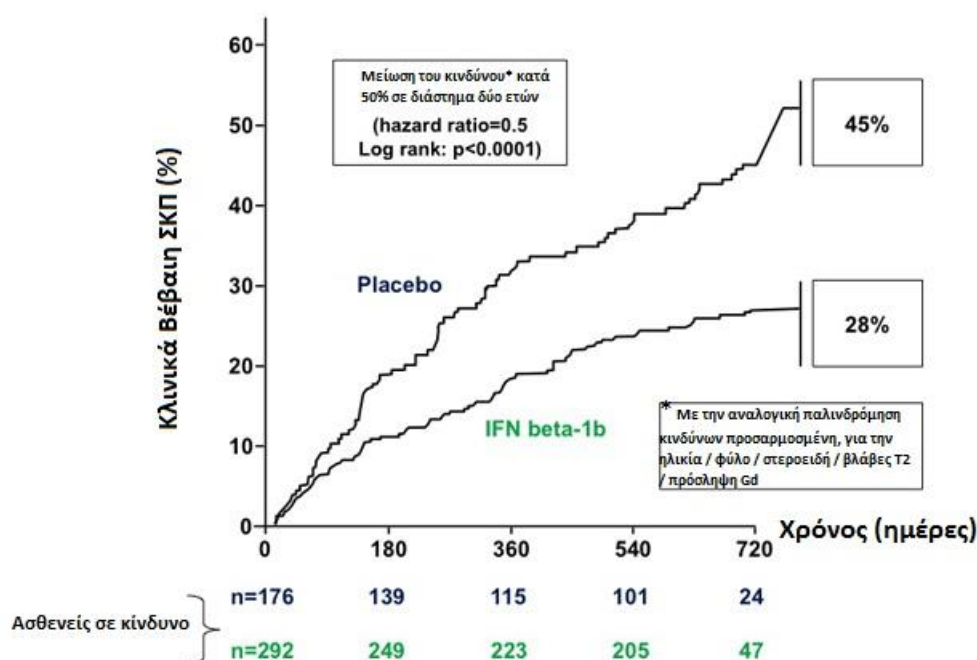 60
50
40
30
20
10
0
Κλινικά Βέβαιη ΣΚΠ (%)
Μείωση του κινδύνου* κατά
50% σε διάστημα δύο ετών
(hazard ratio=0.5
Log rank: p<0.0001)
45%
Placebo
28%
IFN beta-1b
* Με την αναλογική παλινδρόμηση
κινδύνων προσαρμοσμένη, για την
ηλικία / φύλο / στεροειδή / βλάβες T2
/ πρόσληψη Gd
0 180 360 540 720
Χρόνος (ημέρες)
Ασθενείς σε κίνδυνο
n=176 139 115 101 24
n=292 249 223 205 47